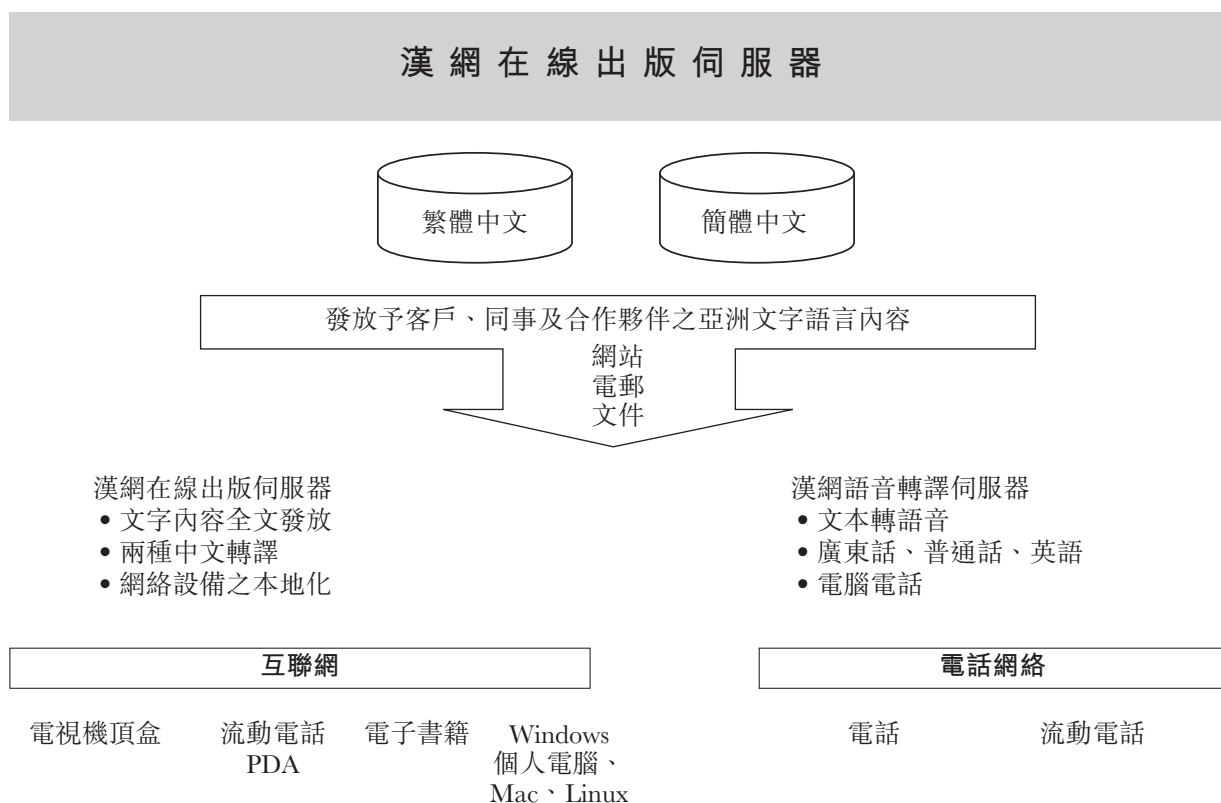 漢網在線出版伺服器
繁體中文
簡體中文
發放予客戶、同事及合作夥伴之亞洲文字語言內容
網站
電郵
文件
漢網在線出版伺服器
• 文字內容全文發放
• 兩種中文轉譯
• 網絡設備之本地化
漢網語音轉譯伺服器
• 文本轉語音
• 廣東話、普通話、英語
• 電腦電話
互聯網
電視機頂盒
流動電話
PDA
電子書籍
Windows
個人電腦、
Mac、Linux
電話網絡
電話
流動電話